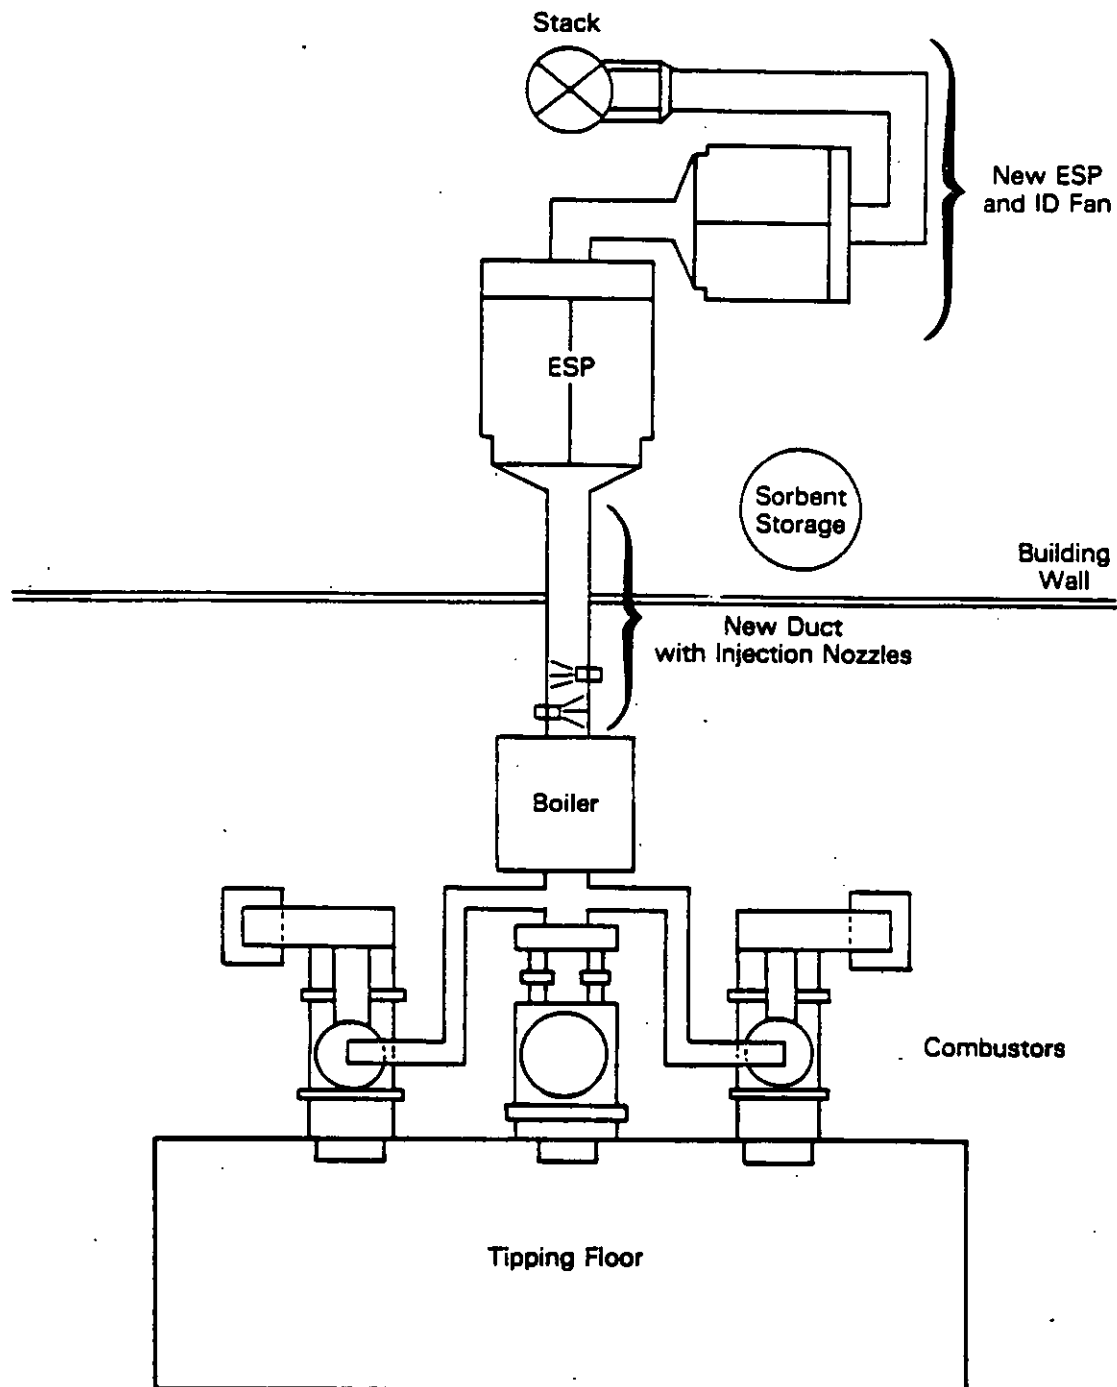 Stack
New ESP
and ID Fan
ESP
Sorbent
Storage
Building
Wall
New Duct
with Injection Nozzles
Boiler
Combustors
Tipping Floor